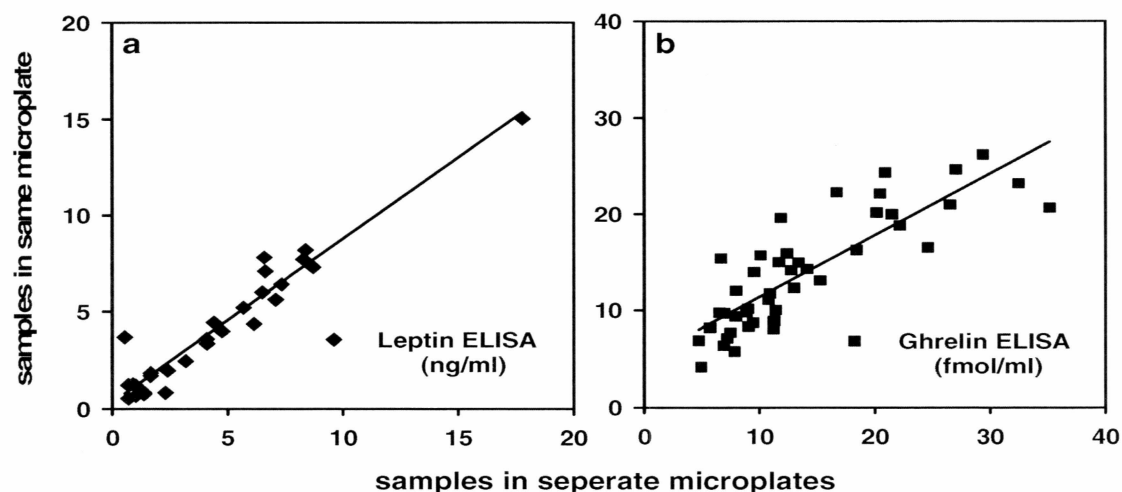 samples in same microplate
20
15
10
5
0
a
Leptin ELISA
(ng/ml)
0 5 10 15 20
40
30
20
10
0
b
Ghrelin ELISA
(fmol/ml)
0 10 20 30 40
samples in seperate microplates